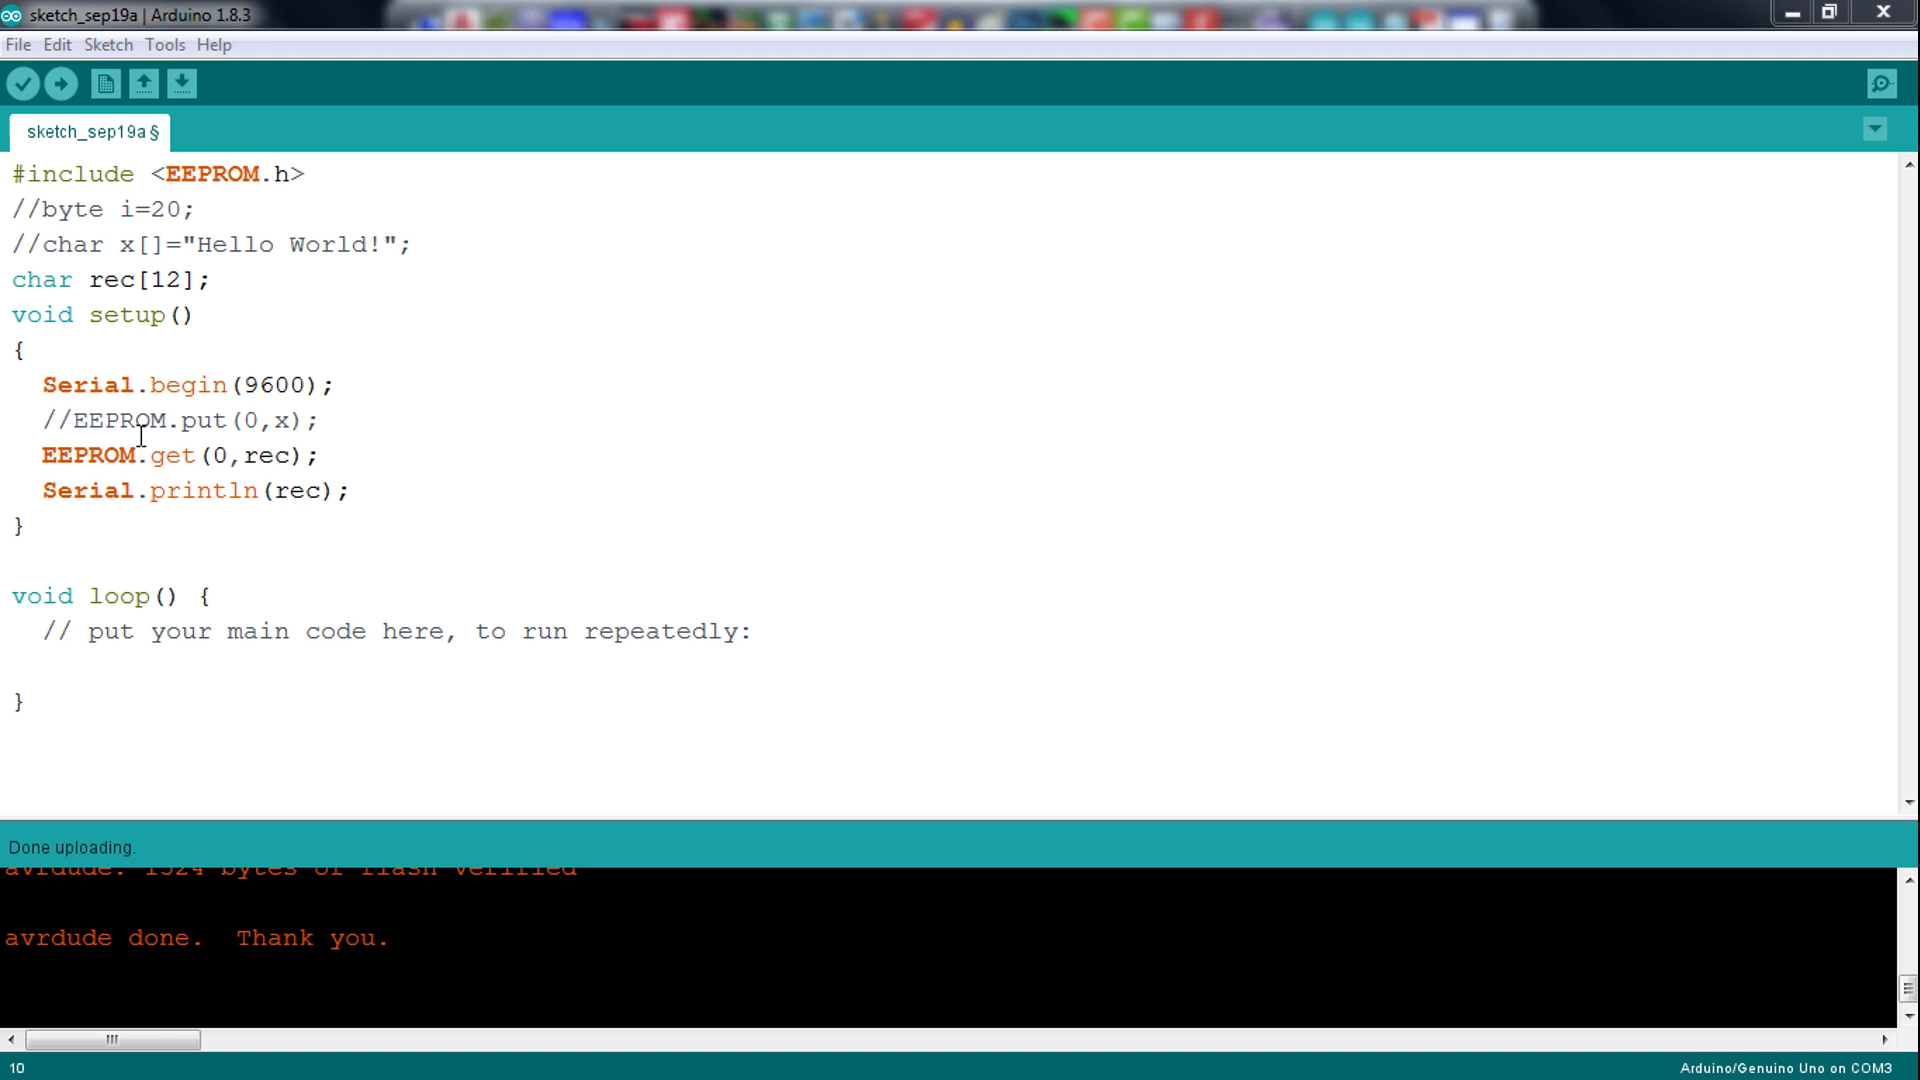 sketch_sep19a | Arduino 1.8.3
File Edit Sketch Tools Help
sketch_sep19a §
#include <EEPROM.h>
//byte i=20;
//char x[]="Hello World!";
char rec[12];
void setup()
{
  Serial.begin(9600);
  //EEPROM.put(0,x);
  EEPROM.get(0,rec);
  Serial.println(rec);
}
void loop() {
  // put your main code here, to run repeatedly:
}
Done uploading.
avrdude: 1524 bytes of flash verified
avrdude done.  Thank you.
10
Arduino/Genuino Uno on COM3